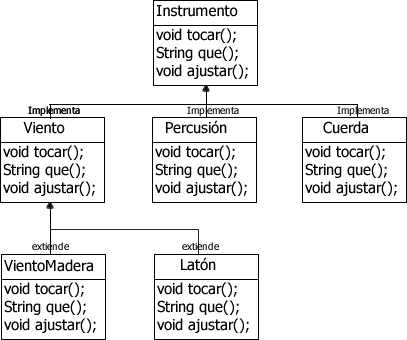 Instrumento
void tocar();
String que();
void ajustar();
Implementa
Implementa
Implementa
Viento
void tocar();
String que();
void ajustar();
Percusión
void tocar();
String que();
void ajustar();
Cuerda
void tocar();
String que();
void ajustar();
extiende
extiende
VientoMadera
void tocar();
String que();
void ajustar();
Latón
void tocar();
String que();
void ajustar();